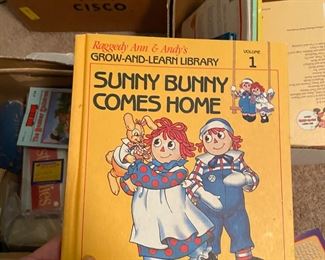 CISCO
Raggedy Ann & Andy's
GROW-AND-LEARN LIBRARY
VOLUME
1
SUNNY BUNNY
COMES HOME